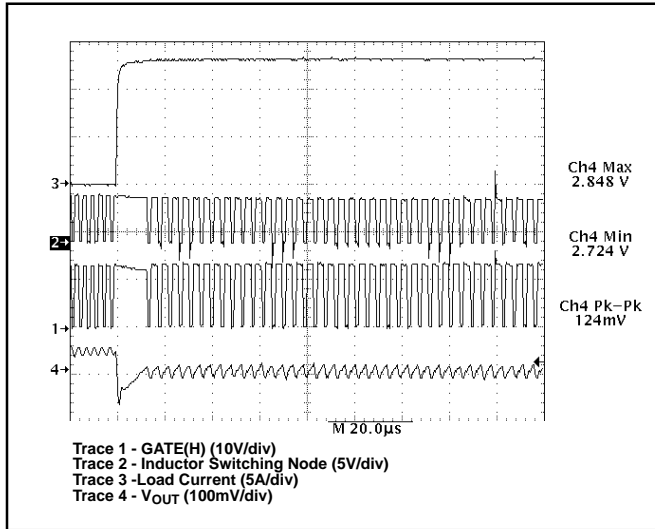 3
Ch4 Max
2.848 V
2
Ch4 Min
2.724 V
1
Ch4 Pk–Pk
124mV
4
M 20.0µs
Trace 1 - GATE(H) (10V/div)
Trace 2 - Inductor Switching Node (5V/div)
Trace 3 -Load Current (5A/div)
Trace 4 - VOUT (100mV/div)